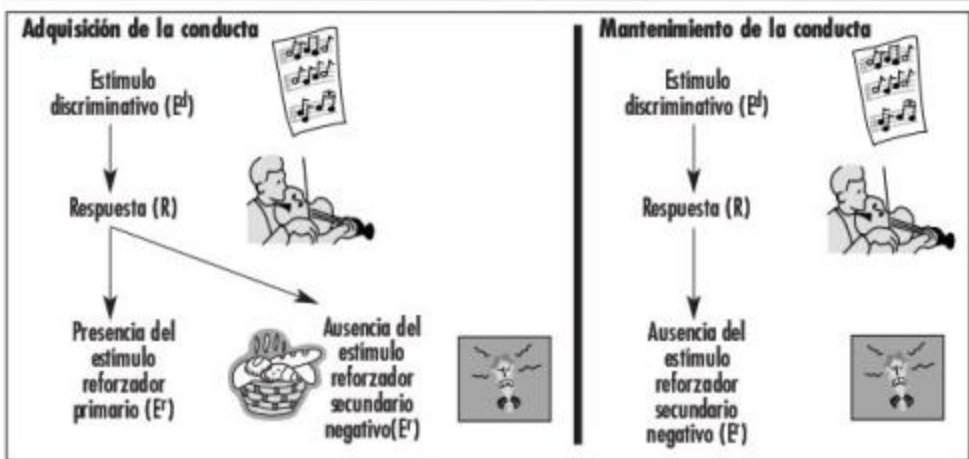 Adquisición de la conducta
Estímulo
discriminativo (Eᵈ)
Respuesta (R)
Presencia del
estímulo
reforzador
primario (Eʳ)
Ausencia del
estímulo
reforzador
secundario
negativo(Eʳ)
Mantenimiento de la conducta
Estímulo
discriminativo (Eᵈ)
Respuesta (R)
Ausencia del
estímulo
reforzador
secundario
negativo (Eʳ)